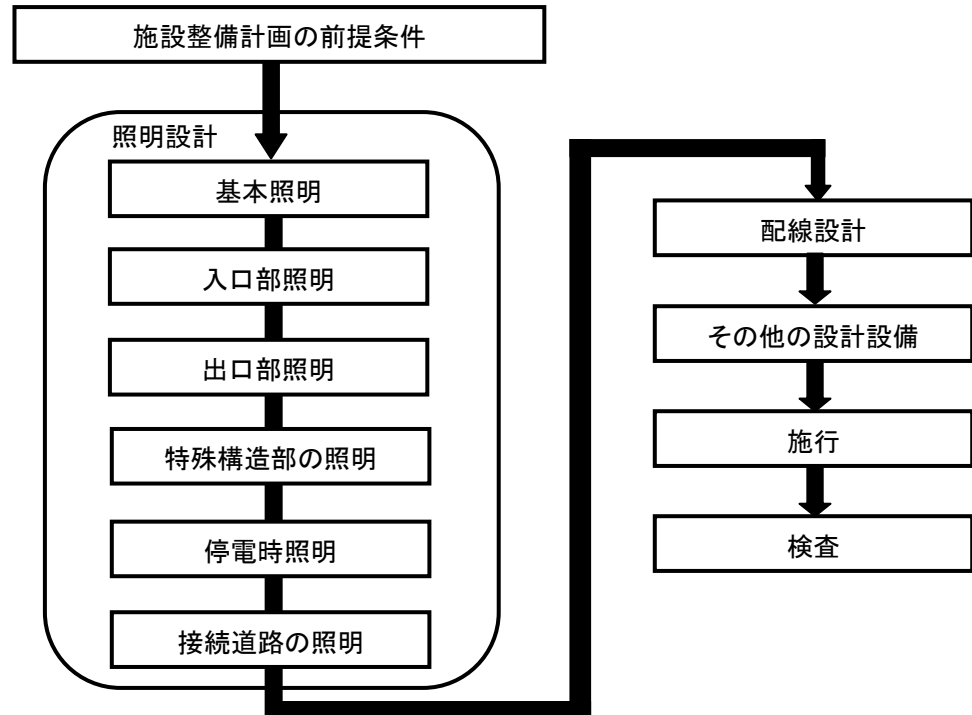 施設整備計画の前提条件
照明設計
基本照明
入口部照明
出口部照明
特殊構造部の照明
停電時照明
接続道路の照明
配線設計
その他の設計設備
施行
検査